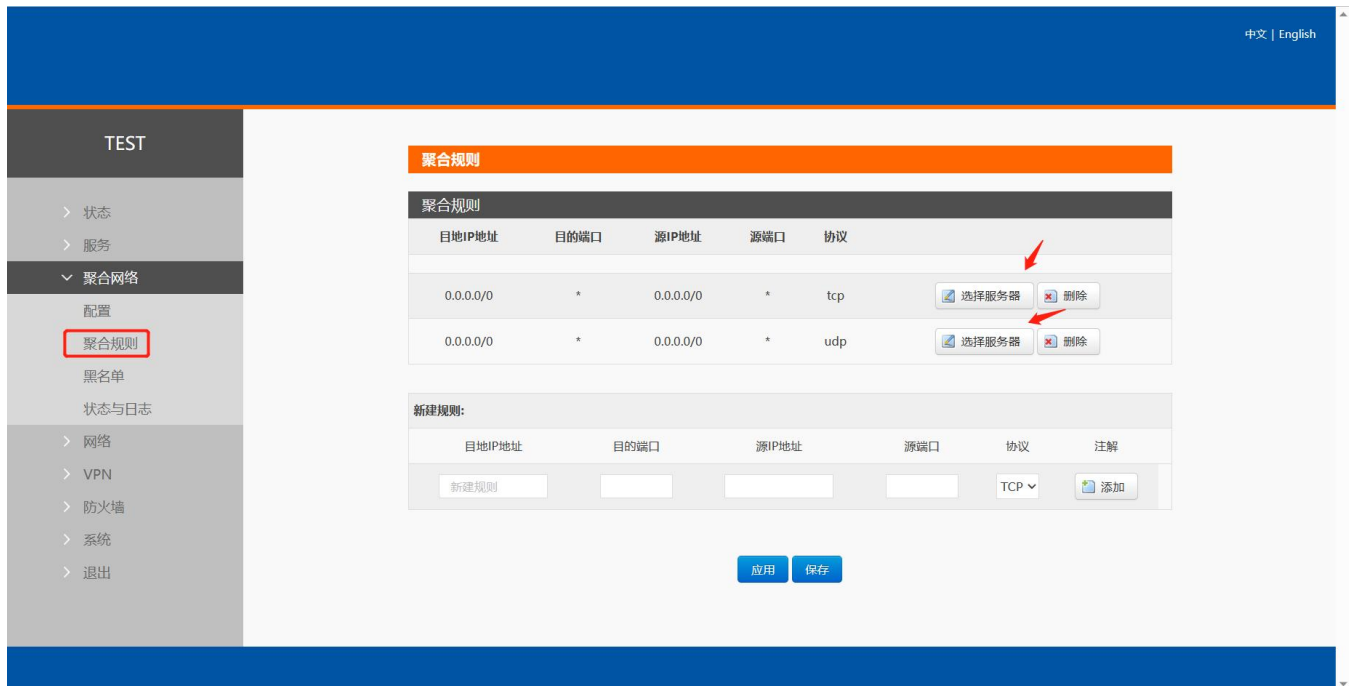 中文 | English
TEST
状态
服务
聚合网络
配置
聚合规则
黑名单
状态与日志
网络
VPN
防火墙
系统
退出
聚合规则
聚合规则
目地IP地址 目的端口 源IP地址 源端口 协议
0.0.0.0/0 * 0.0.0.0/0 * tcp 选择服务器 删除
0.0.0.0/0 * 0.0.0.0/0 * udp 选择服务器 删除
新建规则:
目地IP地址 目的端口 源IP地址 源端口 协议 注解
新建规则 TCP 添加
应用 保存